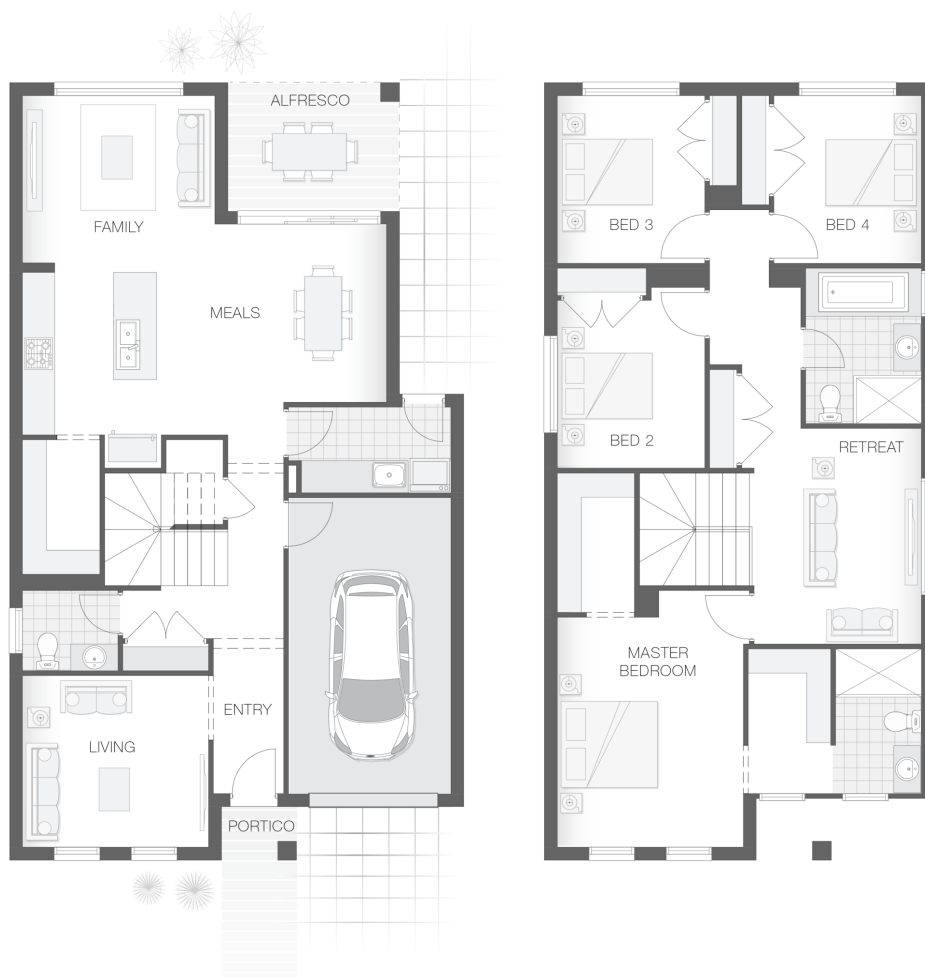 ALFRESCO
FAMILY
MEALS
ENTRY
LIVING
PORTICO
BED 3
BED 4
BED 2
RETREAT
MASTER
BEDROOM